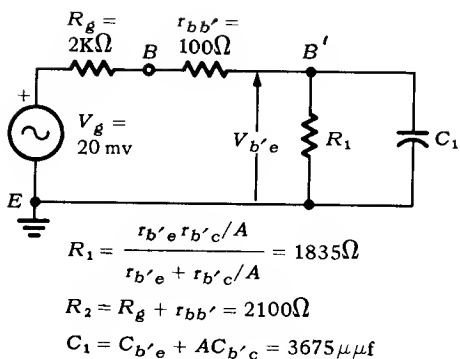 R_g =
2KΩ
B
r_bb' =
100Ω
B'
+
V_g =
20 mv
V_b'e
R_1
C_1
E
R_1 = (r_b'e r_b'c/A) / (r_b'e + r_b'c/A) = 1835Ω
R_2 = R_g + r_bb' = 2100Ω
C_1 = C_b'e + AC_b'c = 3675μμf